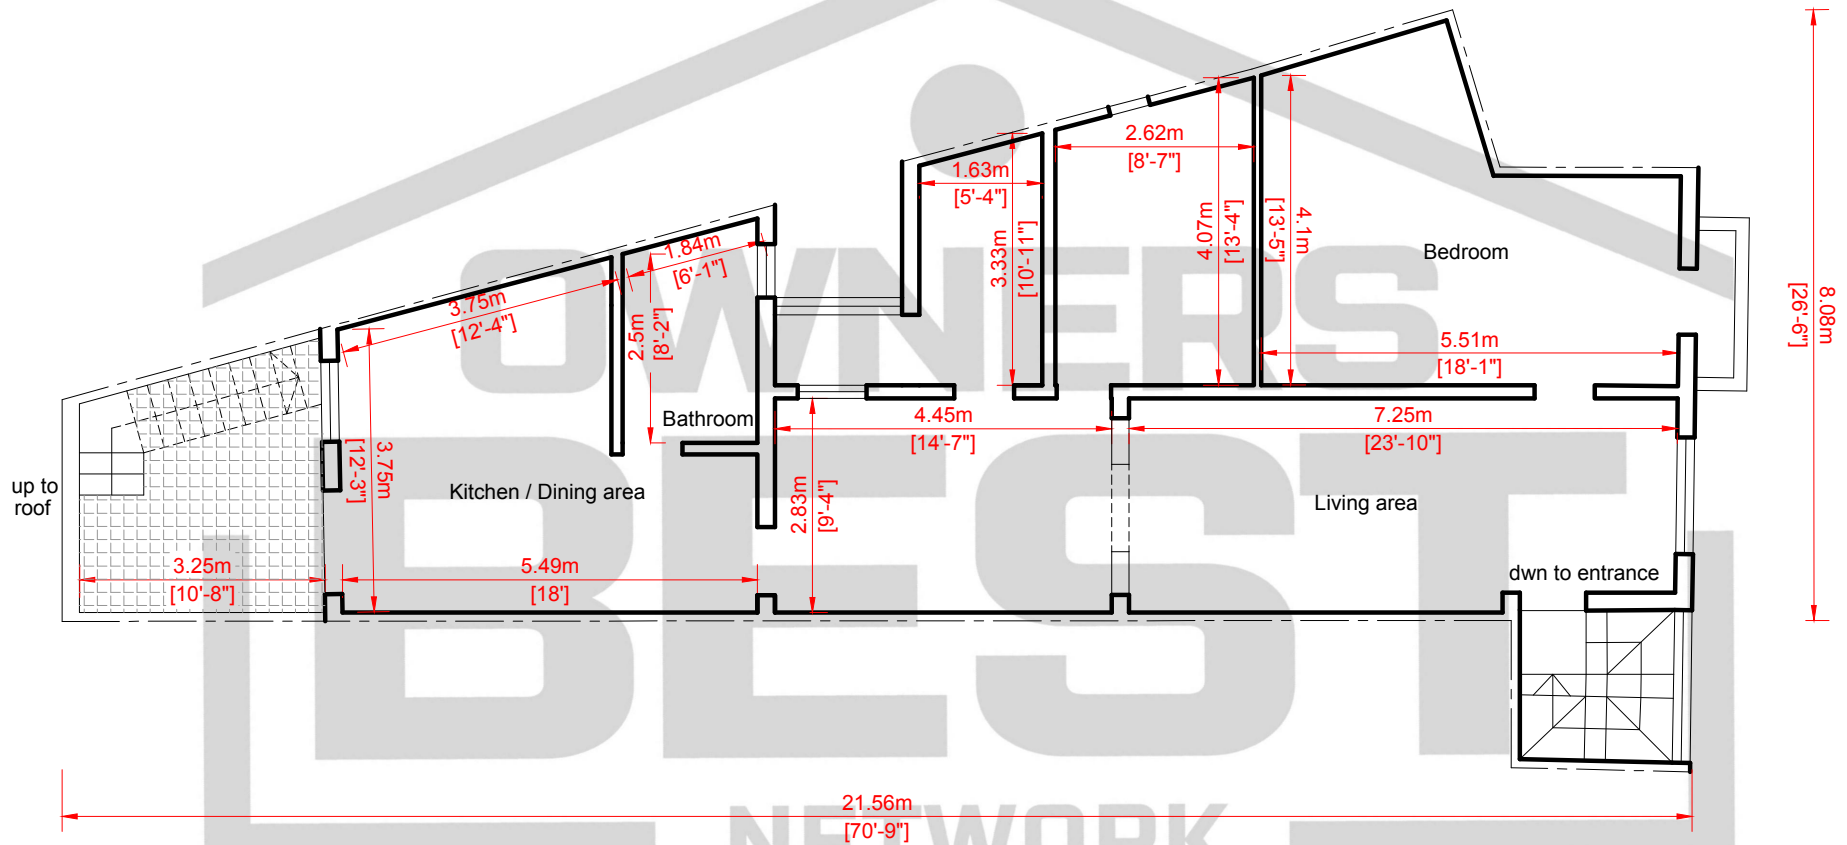 2.62m
[8'-7"]
1.63m
[5'-4"]
4.07m
[13'-4"]
4.1m
[13'-5"]
3.33m
[10'-11"]
Bedroom
8.08m
[26'-6"]
1.84m
[6'-1"]
OWNERS
3.75m
[12'-4"]
2.5m
[8'-2"]
5.51m
[18'-1"]
Bathroom
4.45m
[14'-7"]
7.25m
[23'-10"]
up to
roof
3.75m
[12'-3"]
Kitchen / Dining area
BEST
2.83m
[9'-4"]
Living area
3.25m
[10'-8"]
5.49m
[18']
dwn to entrance
21.56m
[70'-9"]
NETWORK